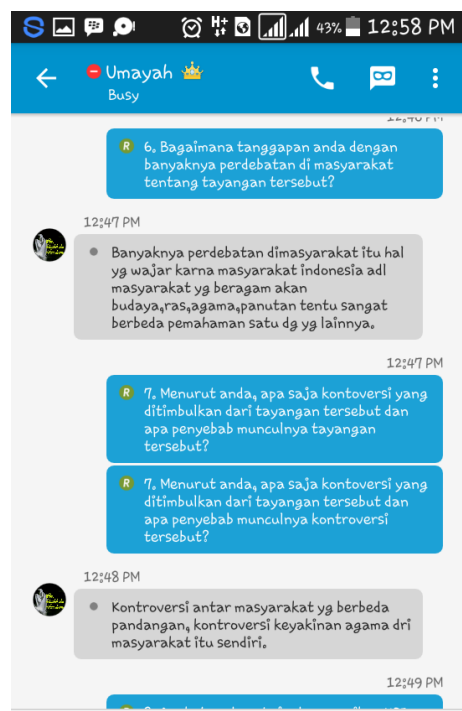 43% 12:58 PM
Umayah
Busy
R 6. Bagaimana tanggapan anda dengan
banyaknya perdebatan di masyarakat
tentang tayangan tersebut?
12:47 PM
Banyaknya perdebatan dimasyarakat itu hal
yg wajar karna masyarakat indonesia adl
masyarakat yg beragam akan
budaya,ras,agama,panutan tentu sangat
berbeda pemahaman satu dg yg lainnya.
12:47 PM
R 7. Menurut anda, apa saja kontoversi yang
ditimbulkan dari tayangan tersebut dan
apa penyebab munculnya tayangan
tersebut?
R 7. Menurut anda, apa saja kontoversi yang
ditimbulkan dari tayangan tersebut dan
apa penyebab munculnya kontroversi
tersebut?
12:48 PM
Kontroversi antar masyarakat yg berbeda
pandangan, kontroversi keyakinan agama dri
masyarakat itu sendiri.
12:49 PM